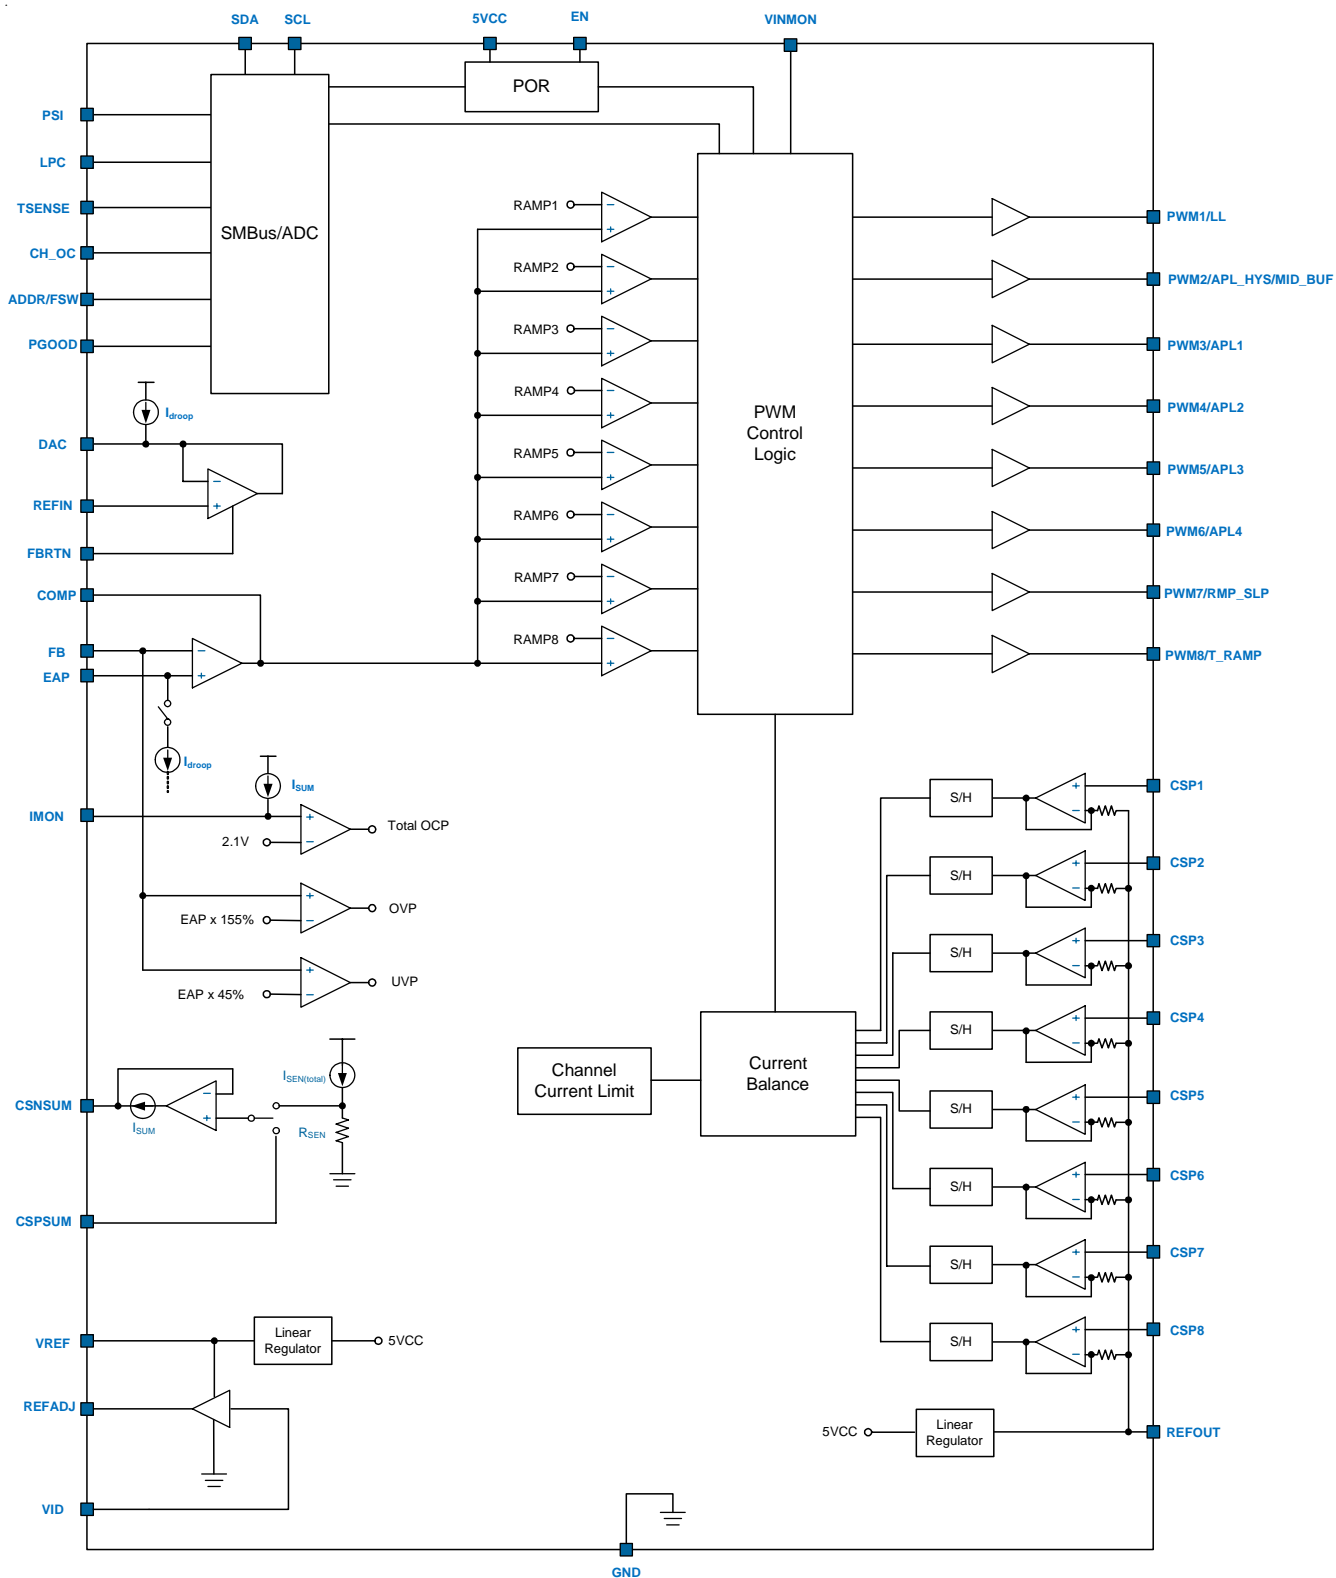 SDA
SCL
5VCC
EN
VINMON
POR
PSI
LPC
TSENSE
CH_OC
ADDR/FSW
PGOOD
SMBus/ADC
RAMP1
RAMP2
RAMP3
RAMP4
RAMP5
RAMP6
RAMP7
RAMP8
− +
− +
− +
− +
− +
− +
− +
− +
PWM
Control
Logic
PWM1/LL
PWM2/APL_HYS/MID_BUF
PWM3/APL1
PWM4/APL2
PWM5/APL3
PWM6/APL4
PWM7/RMP_SLP
PWM8/T_RAMP
Idroop
DAC
REFIN
− +
FBRTN
COMP
FB
EAP
− +
Idroop
ISUM
IMON
+ −
2.1V
Total OCP
+ −
EAP x 155%
OVP
+ −
EAP x 45%
UVP
ISEN(total)
CSNSUM
ISUM
− +
RSEN
CSPSUM
Channel
Current Limit
Current
Balance
S/H
+ −
CSP1
S/H
+ −
CSP2
S/H
+ −
CSP3
S/H
+ −
CSP4
S/H
+ −
CSP5
S/H
+ −
CSP6
S/H
+ −
CSP7
S/H
+ −
CSP8
VREF
Linear
Regulator
5VCC
REFADJ
VID
5VCC
Linear
Regulator
REFOUT
GND